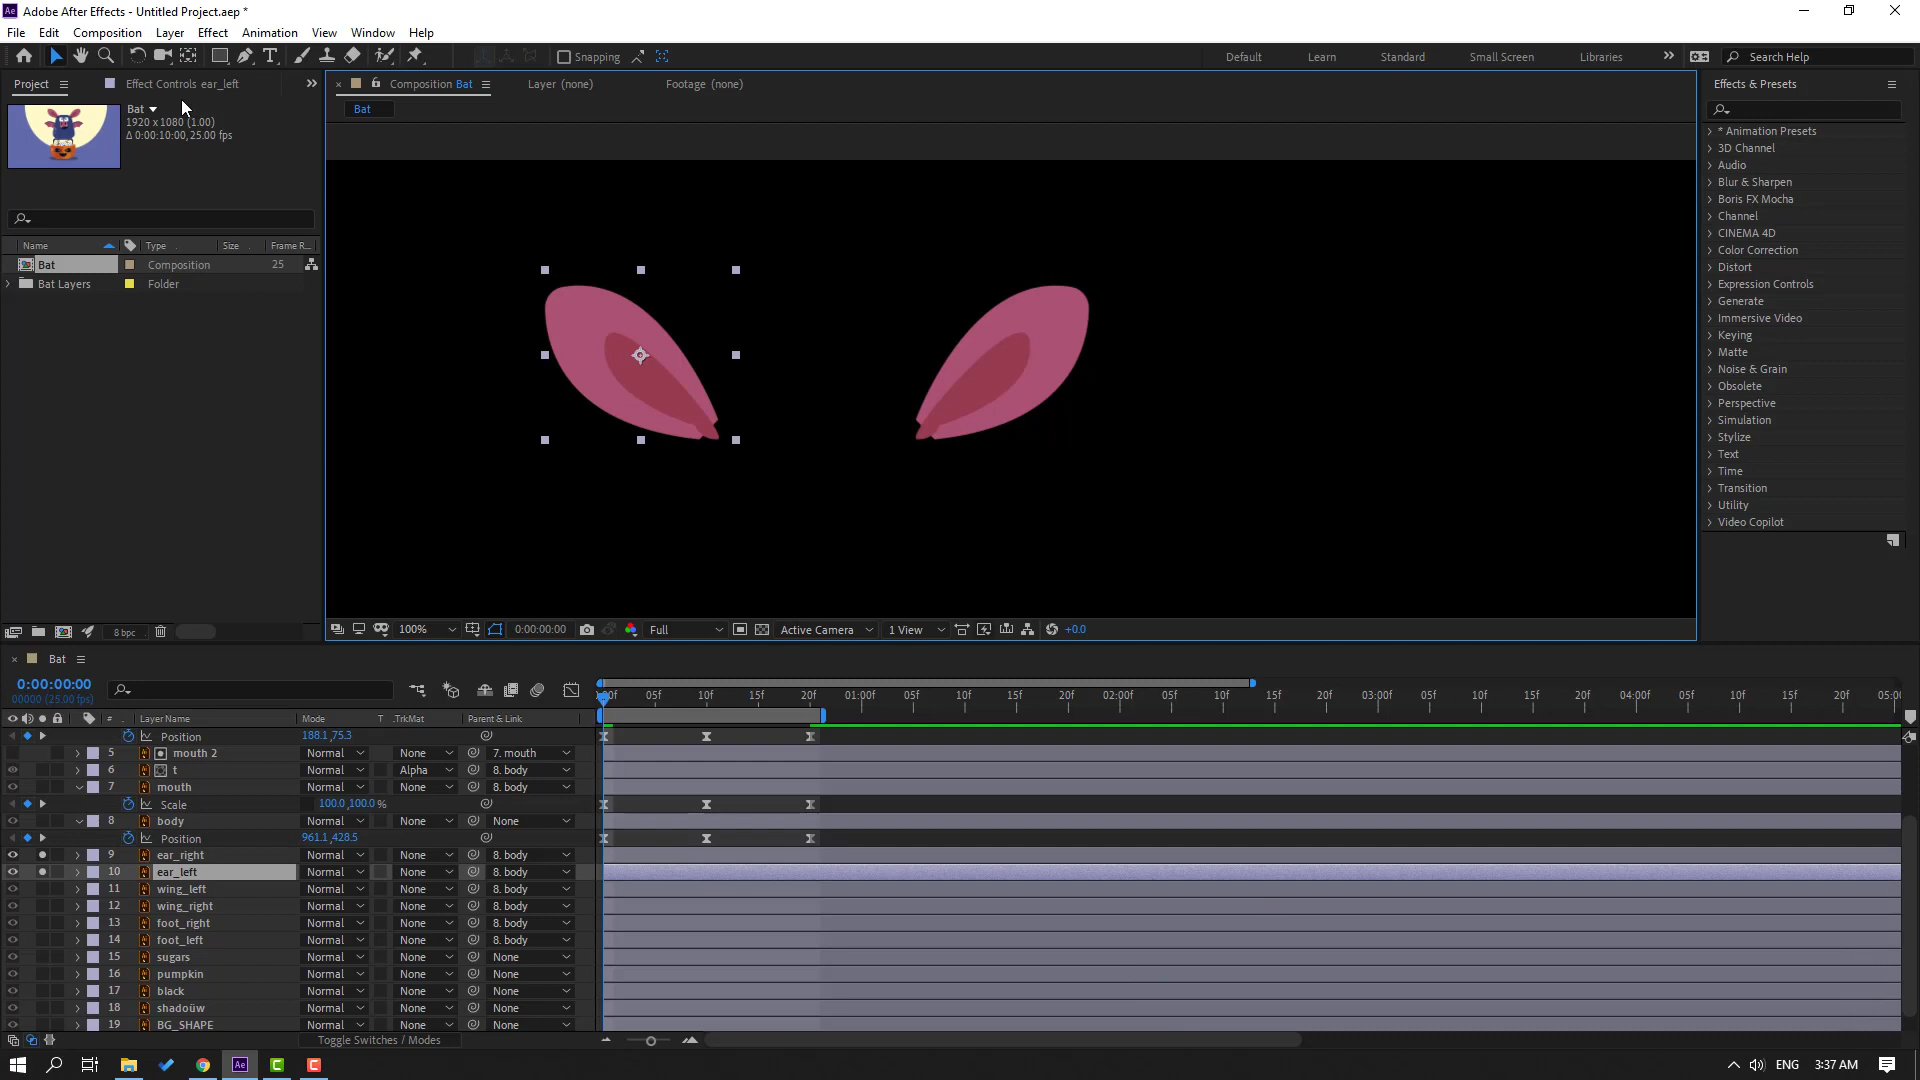 Adobe After Effects - Untitled Project.aep *
File Edit Composition Layer Effect Animation View Window Help
Snapping
Default Learn Standard Small Screen Libraries
Search Help
Project
Effect Controls ear_left
Composition Bat
Layer (none)
Footage (none)
Effects & Presets
Bat
1920 x 1080 (1.00)
Δ 0:00:10:00, 25.00 fps
Bat
Name Type Size Frame R...
Bat Composition 25
Bat Layers Folder
* Animation Presets
3D Channel
Audio
Blur & Sharpen
Boris FX Mocha
Channel
CINEMA 4D
Color Correction
Distort
Expression Controls
Generate
Immersive Video
Keying
Matte
Noise & Grain
Obsolete
Perspective
Simulation
Stylize
Text
Time
Transition
Utility
Video Copilot
8 bpc
100% 0:00:00:00 Full Active Camera 1 View +0.0
Bat
0:00:00:00
00000 (25.00 fps)
:00f 05f 10f 15f 20f 01:00f 05f 10f 15f 20f 02:00f 05f 10f 15f 20f 03:00f 05f 10f 15f 20f 04:00f 05f 10f 15f 20f 05:00
# Layer Name Mode T .TrkMat Parent & Link
Position 188.1,75.3
5 mouth 2 Normal None 7. mouth
6 t Normal Alpha 8. body
7 mouth Normal None 8. body
Scale 100.0,100.0 %
8 body Normal None None
Position 961.1,428.5
9 ear_right Normal None 8. body
10 ear_left Normal None 8. body
11 wing_left Normal None 8. body
12 wing_right Normal None 8. body
13 foot_right Normal None 8. body
14 foot_left Normal None 8. body
15 sugars Normal None None
16 pumpkin Normal None None
17 black Normal None None
18 shadoüw Normal None None
19 BG_SHAPE Normal None None
Toggle Switches / Modes
Ae
ENG 3:37 AM